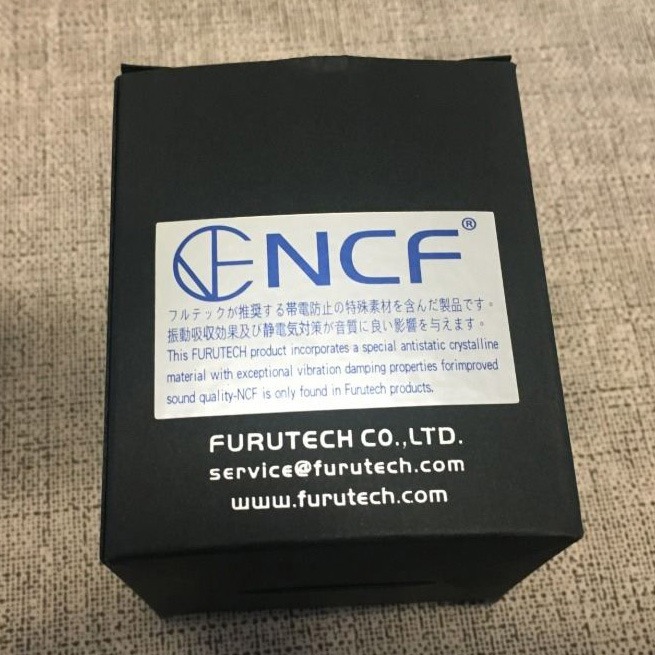 NCF®
フルテックが推奨する帯電防止の特殊素材を含んだ製品です。
振動吸収効果及び静電気対策が音質に良い影響を与えます。
This FURUTECH product incorporates a special antistatic crystalline
material with exceptional vibration damping properties forimproved
sound quality-NCF is only found in Furutech products.
FURUTECH CO.,LTD.
service@furutech.com
www.furutech.com